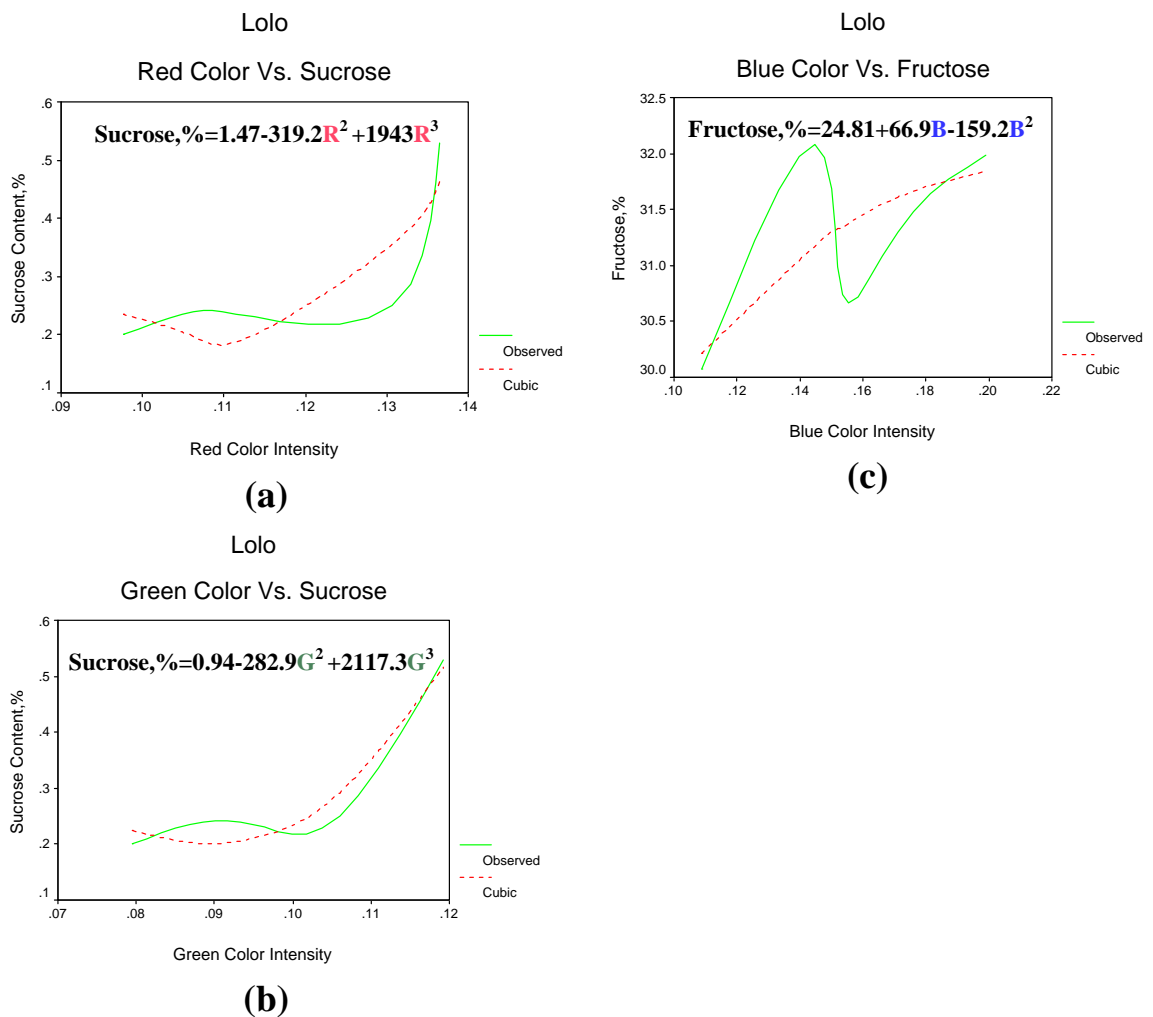 Lolo
Red Color Vs. Sucrose
Sucrose,%=1.47-319.2R² +1943R³
.6
.5
.4
.3
.2
.1
Sucrose Content,%
.09 .10 .11 .12 .13 .14
Red Color Intensity
Observed
Cubic
(a)
Lolo
Green Color Vs. Sucrose
Sucrose,%=0.94-282.9G² +2117.3G³
.6
.5
.4
.3
.2
.1
Sucrose Content,%
.07 .08 .09 .10 .11 .12
Green Color Intensity
Observed
Cubic
(b)
Lolo
Blue Color Vs. Fructose
Fructose,%=24.81+66.9B-159.2B²
32.5
32.0
31.5
31.0
30.5
30.0
Fructose,%
.10 .12 .14 .16 .18 .20 .22
Blue Color Intensity
Observed
Cubic
(c)